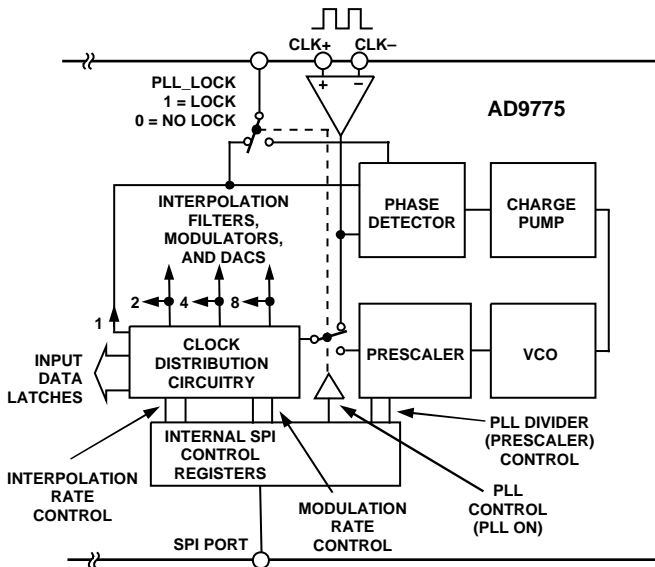 CLK+
CLK–
PLL_LOCK
1 = LOCK
0 = NO LOCK
+
–
AD9775
INTERPOLATION
FILTERS,
MODULATORS,
AND DACS
PHASE
DETECTOR
CHARGE
PUMP
2
4
8
1
CLOCK
DISTRIBUTION
CIRCUITRY
PRESCALER
VCO
INPUT
DATA
LATCHES
INTERNAL SPI
CONTROL
REGISTERS
PLL DIVIDER
(PRESCALER)
CONTROL
INTERPOLATION
RATE
CONTROL
MODULATION
RATE
CONTROL
PLL
CONTROL
(PLL ON)
SPI PORT